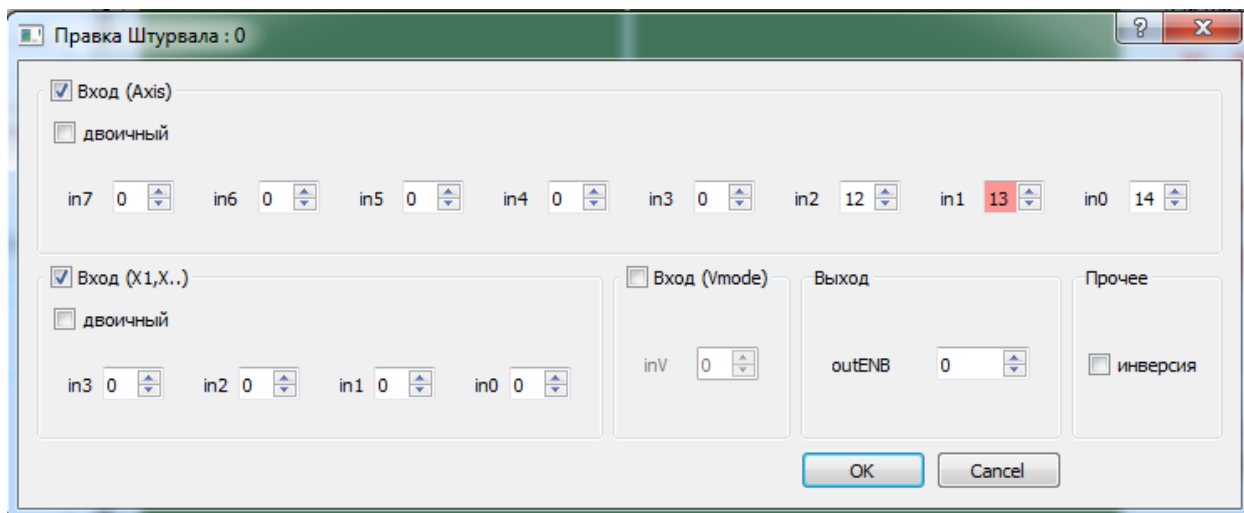 Правка Штурвала : 0
Вход (Axis)
двоичный
in7 0 in6 0 in5 0 in4 0 in3 0 in2 12 in1 13 in0 14
Вход (X1,X..)
двоичный
in3 0 in2 0 in1 0 in0 0
Вход (Vmode)
inV 0
Выход
outENB 0
Прочее
инверсия
OK Cancel